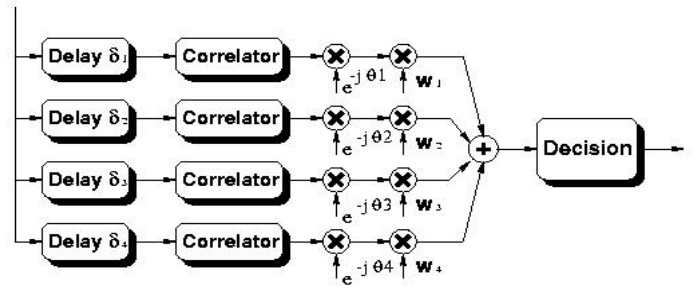 Delay δ₁ Correlator
e^-jθ1 w₁
Delay δ₂ Correlator
e^-jθ2 w₂
+ Decision
Delay δ₃ Correlator
e^-jθ3 w₃
Delay δ₄ Correlator
e^-jθ4 w₄